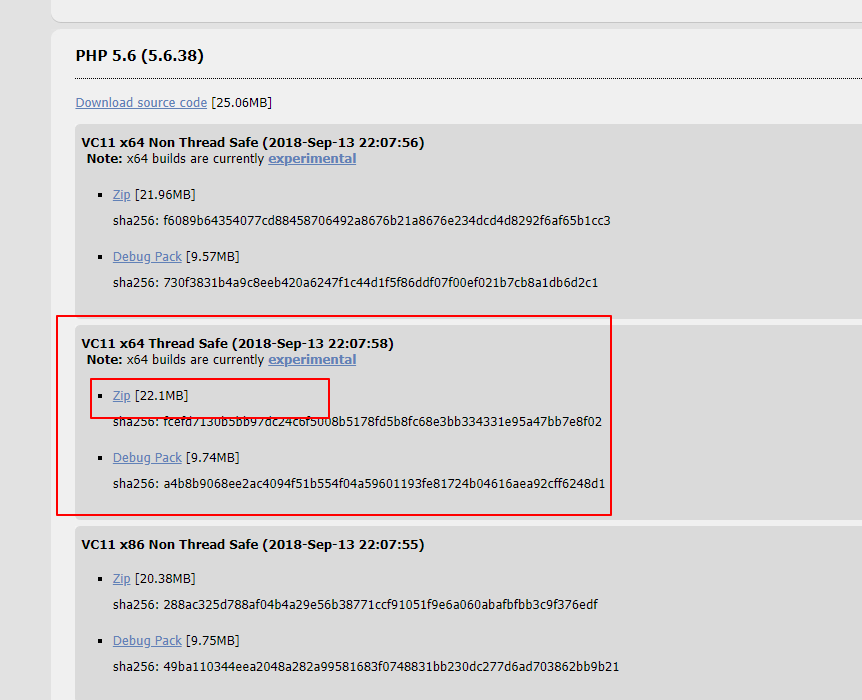 PHP 5.6 (5.6.38)
Download source code [25.06MB]
VC11 x64 Non Thread Safe (2018-Sep-13 22:07:56)
Note: x64 builds are currently experimental
Zip [21.96MB]
sha256: f6089b64354077cd88458706492a8676b21a8676e234dcd4d8292f6af65b1cc3
Debug Pack [9.57MB]
sha256: 730f3831b4a9c8eeb420a6247f1c44d1f5f86ddf07f00ef021b7cb8a1db6d2c1
VC11 x64 Thread Safe (2018-Sep-13 22:07:58)
Note: x64 builds are currently experimental
Zip [22.1MB]
sha256: fcefd7130b5bb97dc24c6f5008b5178fd5b8fc68e3bb334331e95a47bb7e8f02
Debug Pack [9.74MB]
sha256: a4b8b9068ee2ac4094f51b554f04a59601193fe81724b04616aea92cff6248d1
VC11 x86 Non Thread Safe (2018-Sep-13 22:07:55)
Zip [20.38MB]
sha256: 288ac325d788af04b4a29e56b38771ccf91051f9e6a060abafbfbb3c9f376edf
Debug Pack [9.75MB]
sha256: 49ba110344eea2048a282a99581683f0748831bb230dc277d6ad703862bb9b21